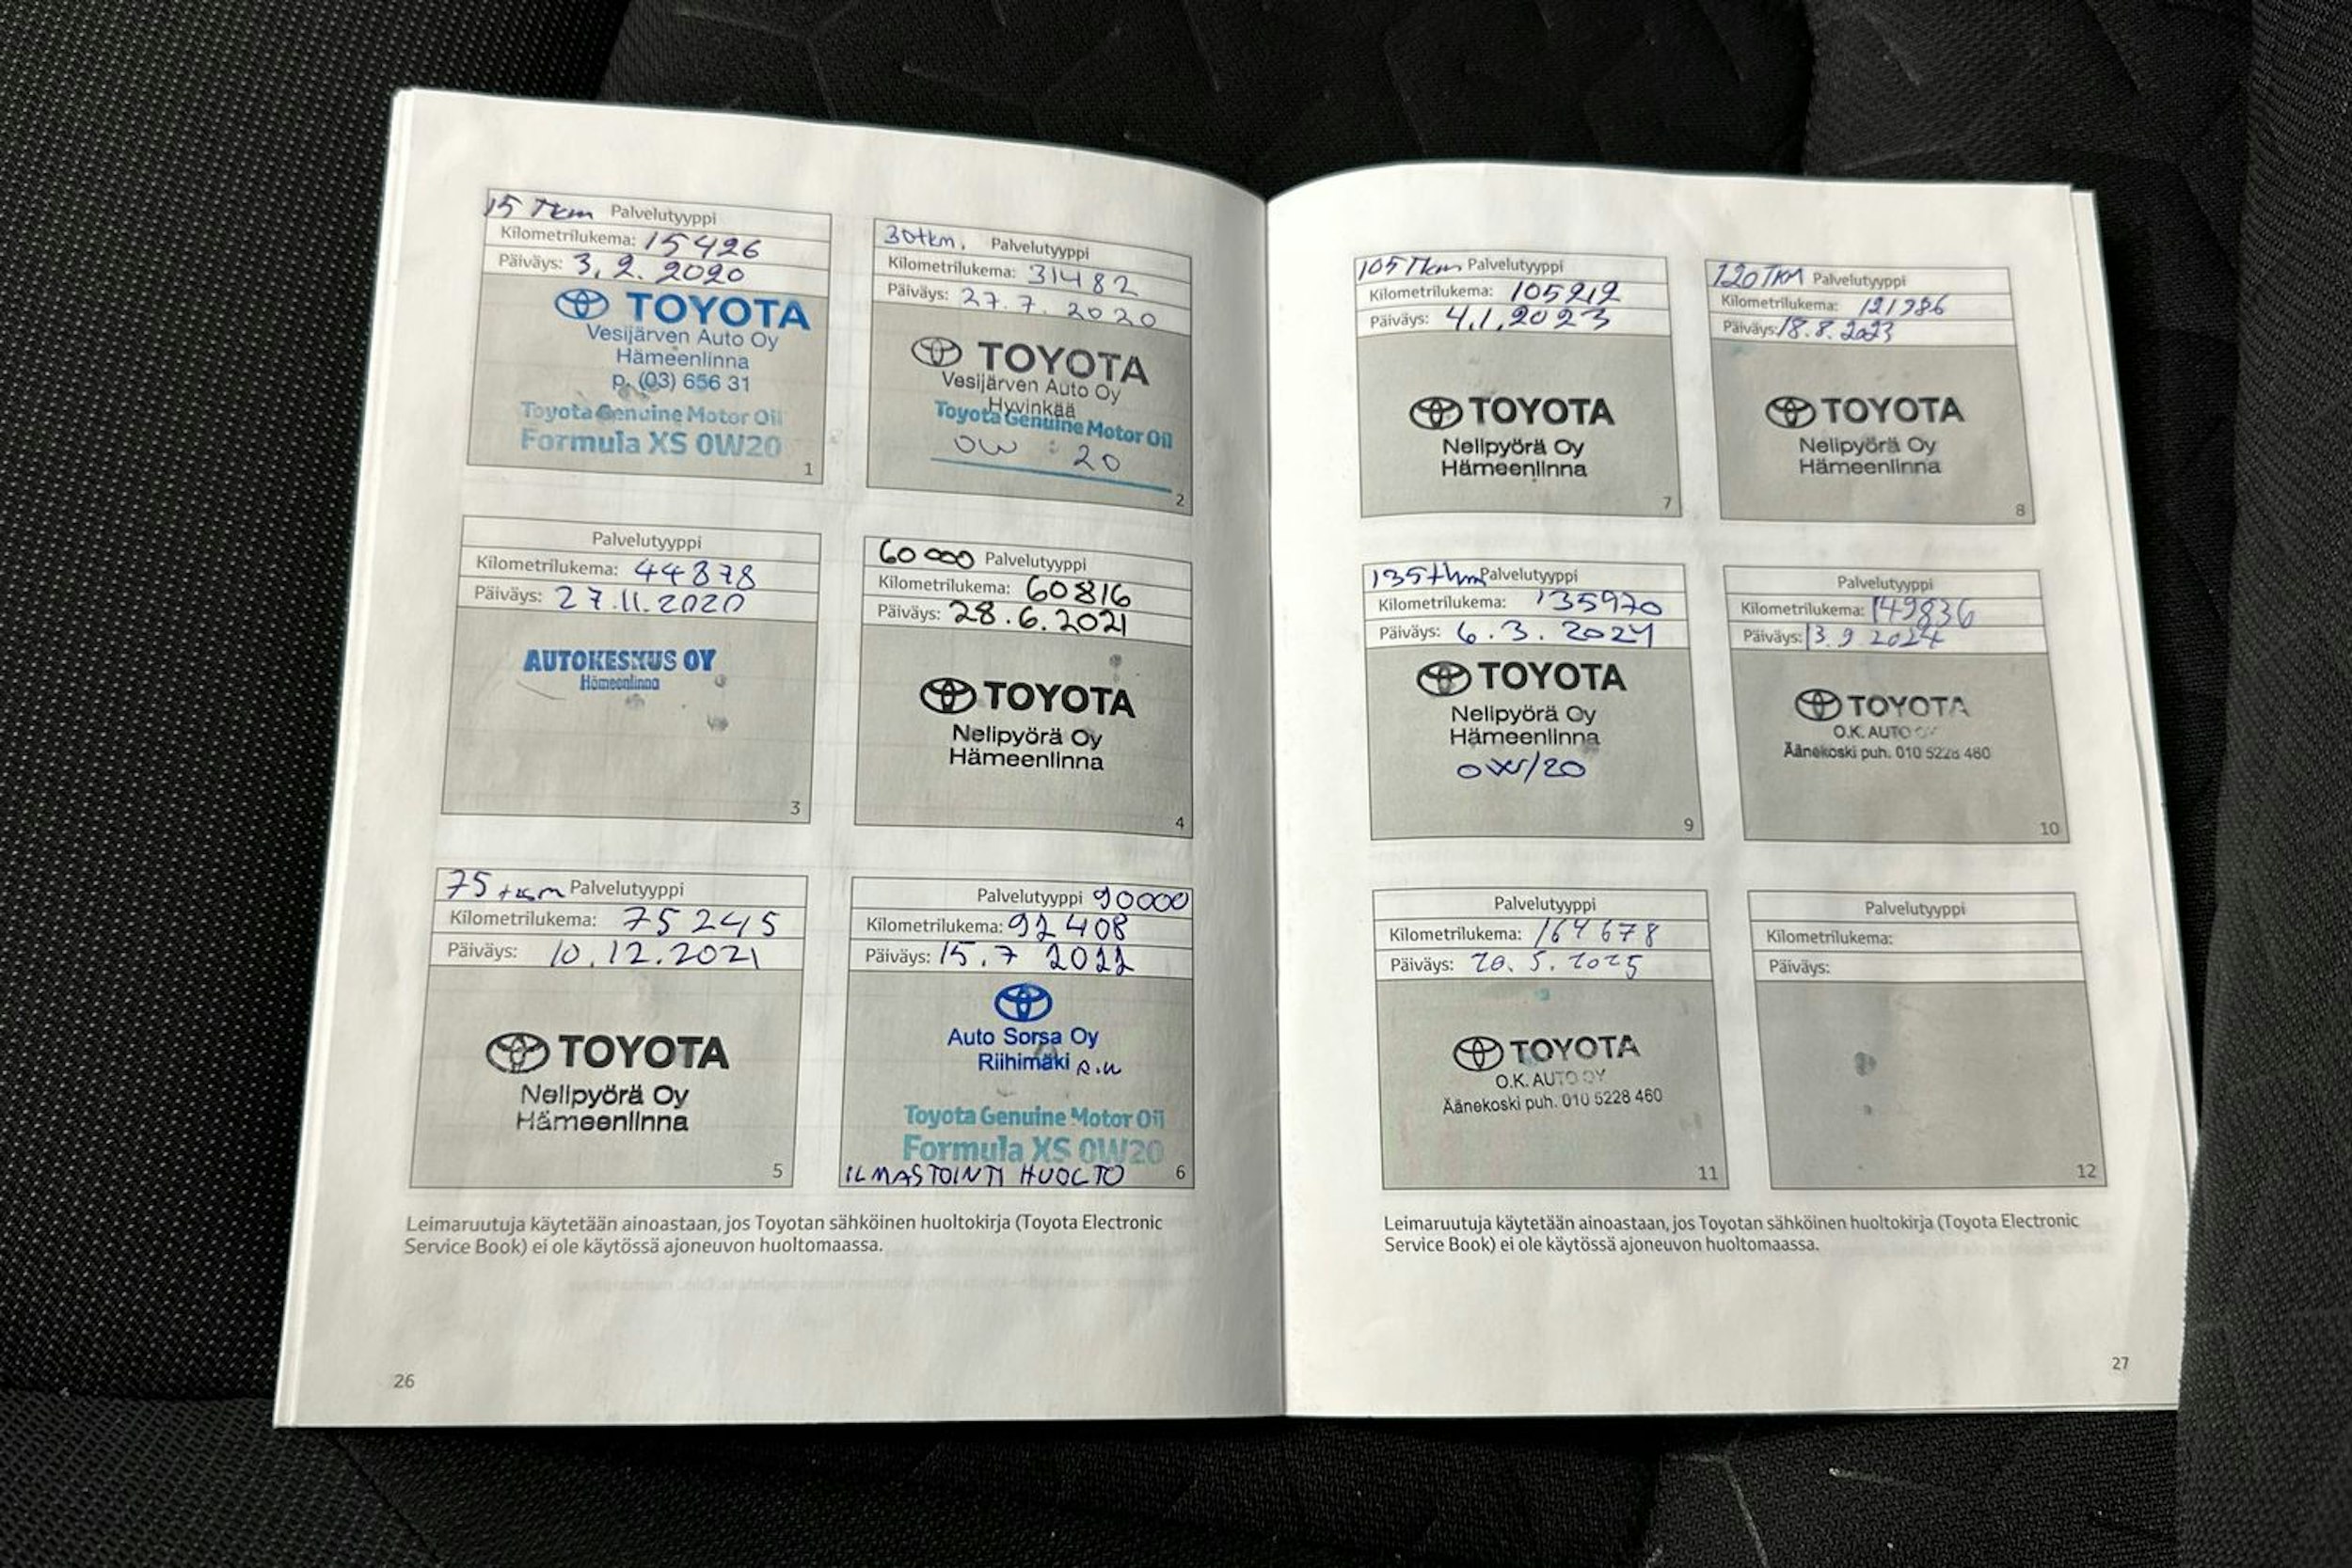 15 Tkm Palvelutyyppi
Kilometrilukema: 15426
Päiväys: 3.2.2020
TOYOTA
Vesijärven Auto Oy
Hämeenlinna
p. (03) 656 31
Toyota Genuine Motor Oil
Formula XS 0W20
1
30tkm. Palvelutyyppi
Kilometrilukema: 31482
Päiväys: 27.7.2020
TOYOTA
Vesijärven Auto Oy
Hyvinkää
Toyota Genuine Motor Oil
0W : 20
2
Palvelutyyppi
Kilometrilukema: 44878
Päiväys: 27.11.2020
AUTOKESKUS OY
Hämeenlinna
3
60 000 Palvelutyyppi
Kilometrilukema: 60816
Päiväys: 28.6.2021
TOYOTA
Nelipyörä Oy
Hämeenlinna
4
75 tkm Palvelutyyppi
Kilometrilukema: 75245
Päiväys: 10.12.2021
TOYOTA
Nelipyörä Oy
Hämeenlinna
5
Palvelutyyppi 90000
Kilometrilukema: 92408
Päiväys: 15.7 2022
Auto Sorsa Oy
Riihimäki
Toyota Genuine Motor Oil
Formula XS 0W20
ILMASTOINTI HUOLTO
6
Leimaruutuja käytetään ainoastaan, jos Toyotan sähköinen huoltokirja (Toyota Electronic
Service Book) ei ole käytössä ajoneuvon huoltomaassa.
26
105 Tkm Palvelutyyppi
Kilometrilukema: 105212
Päiväys: 4.1.2023
TOYOTA
Nelipyörä Oy
Hämeenlinna
7
120 TKM Palvelutyyppi
Kilometrilukema: 121386
Päiväys: 18.8.2023
TOYOTA
Nelipyörä Oy
Hämeenlinna
8
135tkm Palvelutyyppi
Kilometrilukema: 135970
Päiväys: 6.3.2024
TOYOTA
Nelipyörä Oy
Hämeenlinna
0W/20
9
Palvelutyyppi
Kilometrilukema: 149836
Päiväys: 13.9 2024
TOYOTA
O.K. AUTO OY
Äänekoski puh. 010 5228 460
10
Palvelutyyppi
Kilometrilukema: 164678
Päiväys: 20.5.2025
TOYOTA
O.K. AUTO OY
Äänekoski puh. 010 5228 460
11
Palvelutyyppi
Kilometrilukema:
Päiväys:
12
Leimaruutuja käytetään ainoastaan, jos Toyotan sähköinen huoltokirja (Toyota Electronic
Service Book) ei ole käytössä ajoneuvon huoltomaassa.
27